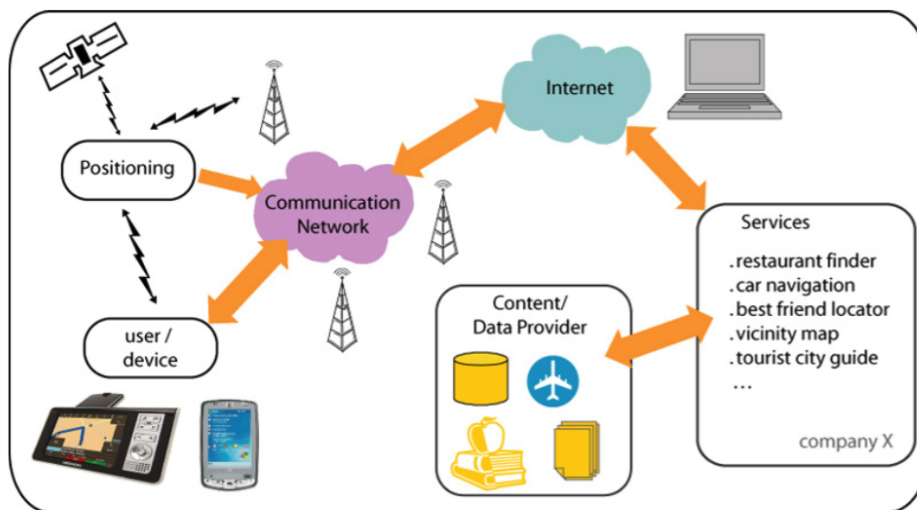 Internet
Positioning
Communication
Network
Services
.restaurant finder
.car navigation
.best friend locator
.vicinity map
.tourist city guide
...
company X
Content/
Data Provider
user /
device